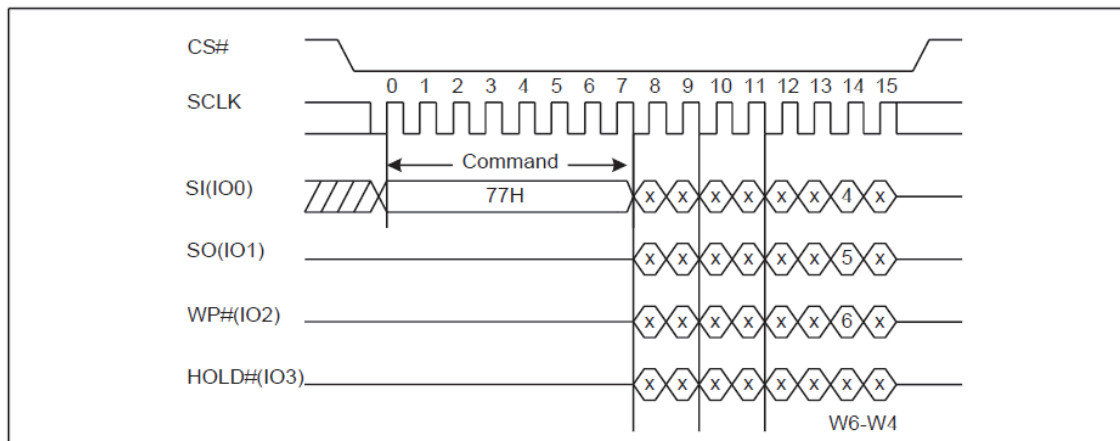 CS#
0 1 2 3 4 5 6 7 8 9 10 11 12 13 14 15
SCLK
Command
SI(IO0) 77H x x x x x x 4 x
SO(IO1) x x x x x x 5 x
WP#(IO2) x x x x x x 6 x
HOLD#(IO3) x x x x x x x x
W6-W4